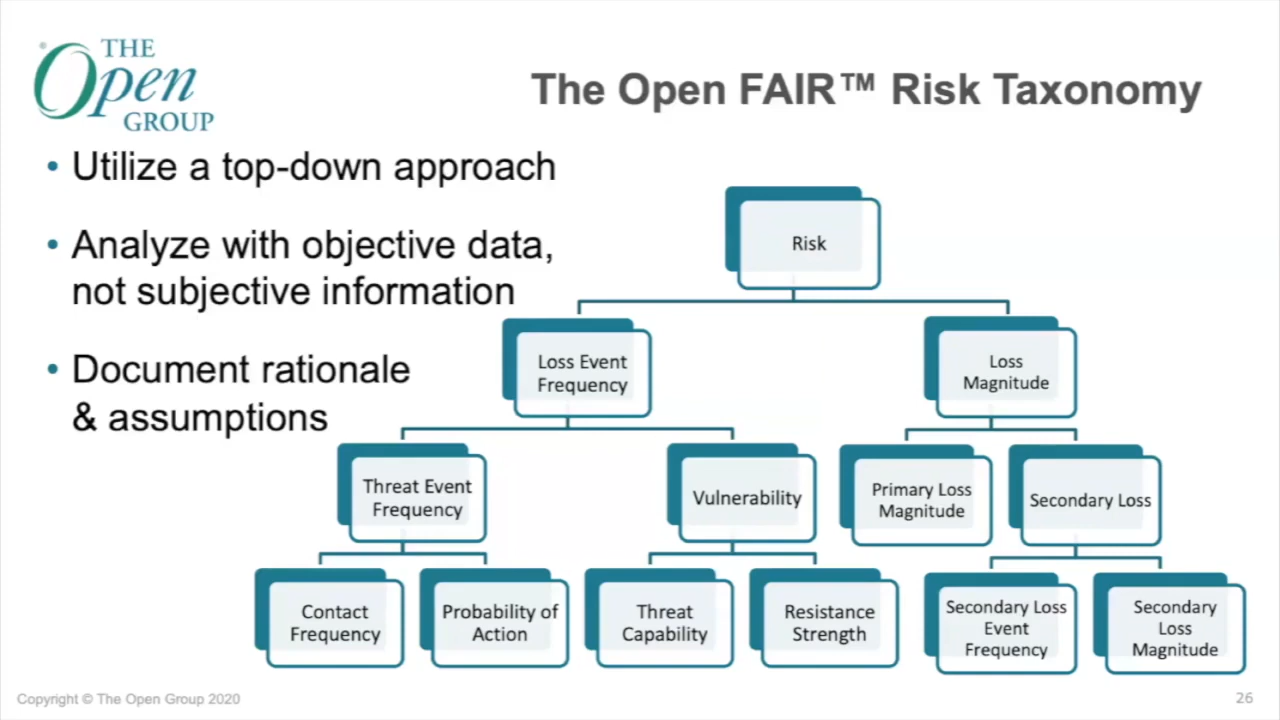 THE
Open
GROUP
The Open FAIR™ Risk Taxonomy
• Utilize a top-down approach
• Analyze with objective data,
not subjective information
• Document rationale
& assumptions
Risk
Loss Event
Frequency
Loss
Magnitude
Threat Event
Frequency
Vulnerability
Primary Loss
Magnitude
Secondary Loss
Contact
Frequency
Probability of
Action
Threat
Capability
Resistance
Strength
Secondary Loss
Event
Frequency
Secondary
Loss
Magnitude
Copyright © The Open Group 2020
26